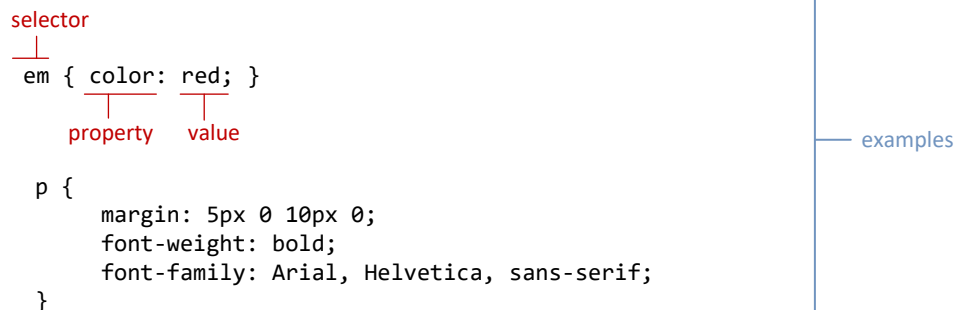 selector
em { color: red; }
property value
examples
p {
margin: 5px 0 10px 0;
font-weight: bold;
font-family: Arial, Helvetica, sans-serif;
}